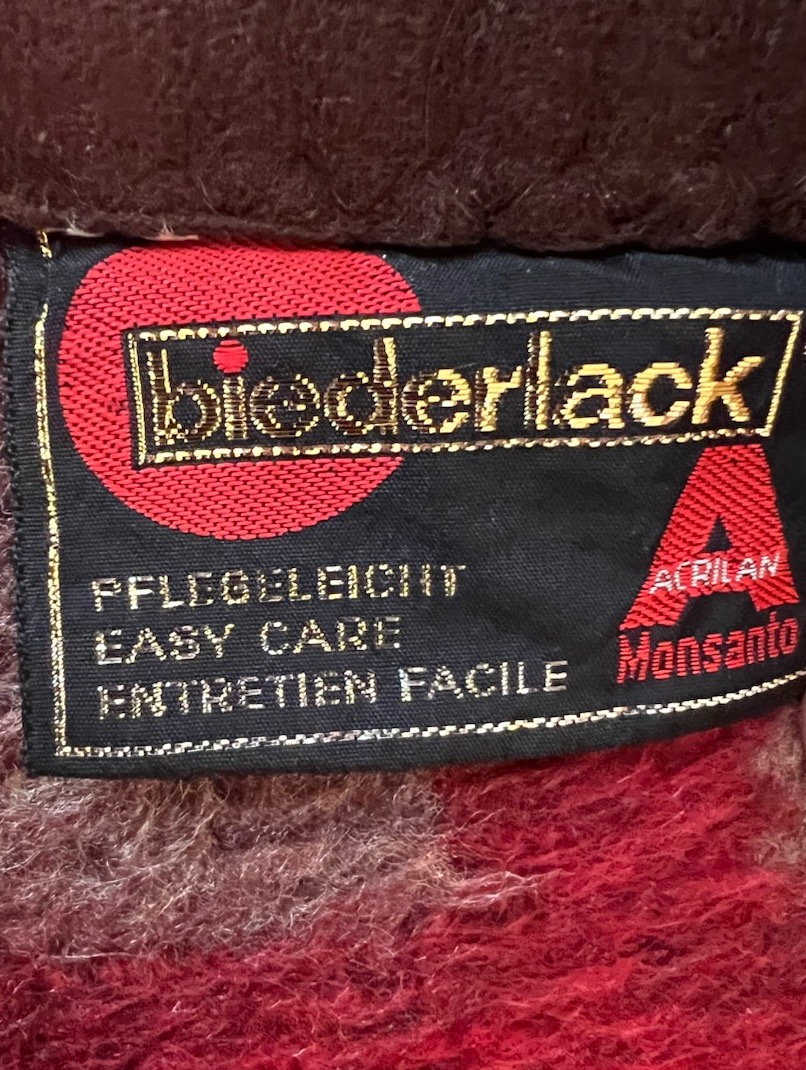 biederlack
PFLEGELEICHT
EASY CARE
ENTRETIEN FACILE
ACRILAN
Monsanto